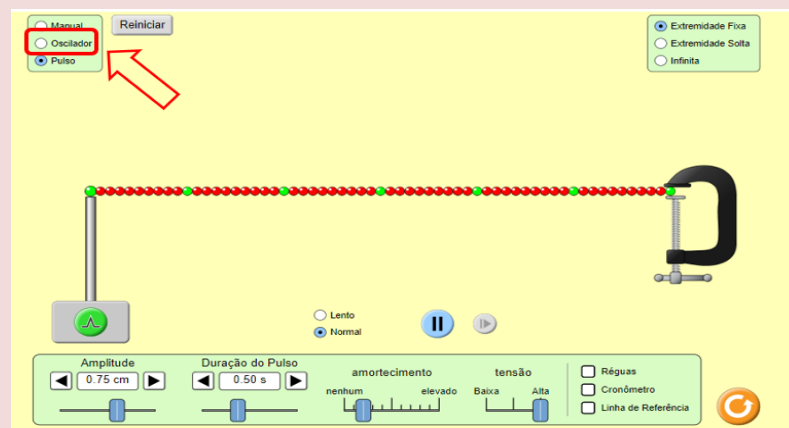 Manual
Oscilador
Pulso
Reiniciar
Extremidade Fixa
Extremidade Solta
Infinita
Lento
Normal
Amplitude
0.75 cm
Duração do Pulso
0.50 s
amortecimento
nenhum elevado
tensão
Baixa Alta
Réguas
Cronômetro
Linha de Referência